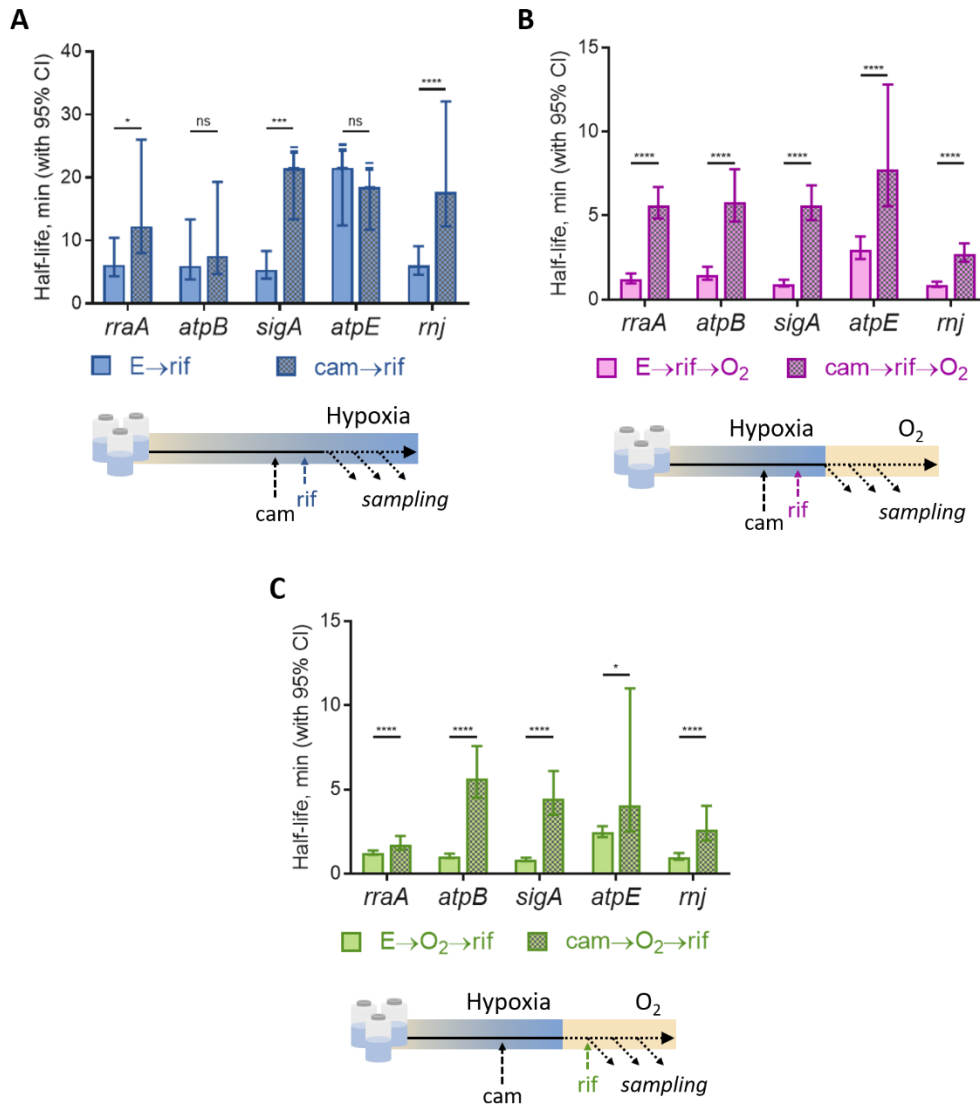 A
Half-life, min (with 95% CI)
40
30
20
10
0
* ns *** ns ****
rraA atpB sigA atpE rnj
E→rif cam→rif
Hypoxia
cam
rif
sampling
B
Half-life, min (with 95% CI)
15
10
5
0
**** **** **** **** ****
rraA atpB sigA atpE rnj
E→rif→O₂ cam→rif→O₂
Hypoxia O₂
cam
rif
sampling
C
Half-life, min (with 95% CI)
15
10
5
0
**** **** **** * ****
rraA atpB sigA atpE rnj
E→O₂→rif cam→O₂→rif
Hypoxia O₂
cam
rif
sampling